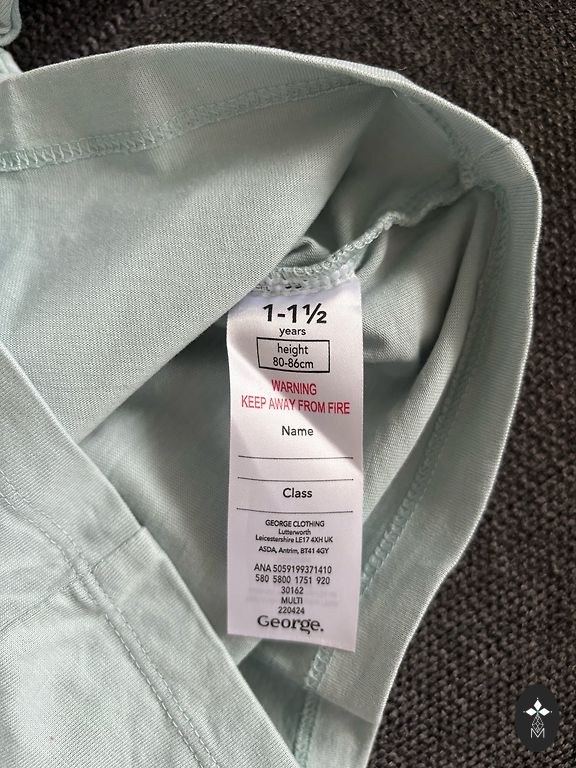 1-1½
years
height
80-86cm
WARNING
KEEP AWAY FROM FIRE
Name
Class
GEORGE CLOTHING
Lutterworth
Leicestershire LE17 4XH UK
ASDA, Antrim, BT41 4GY
ANA 5059199371410
580 5800 1751 920
30162
MULTI
220424
George.